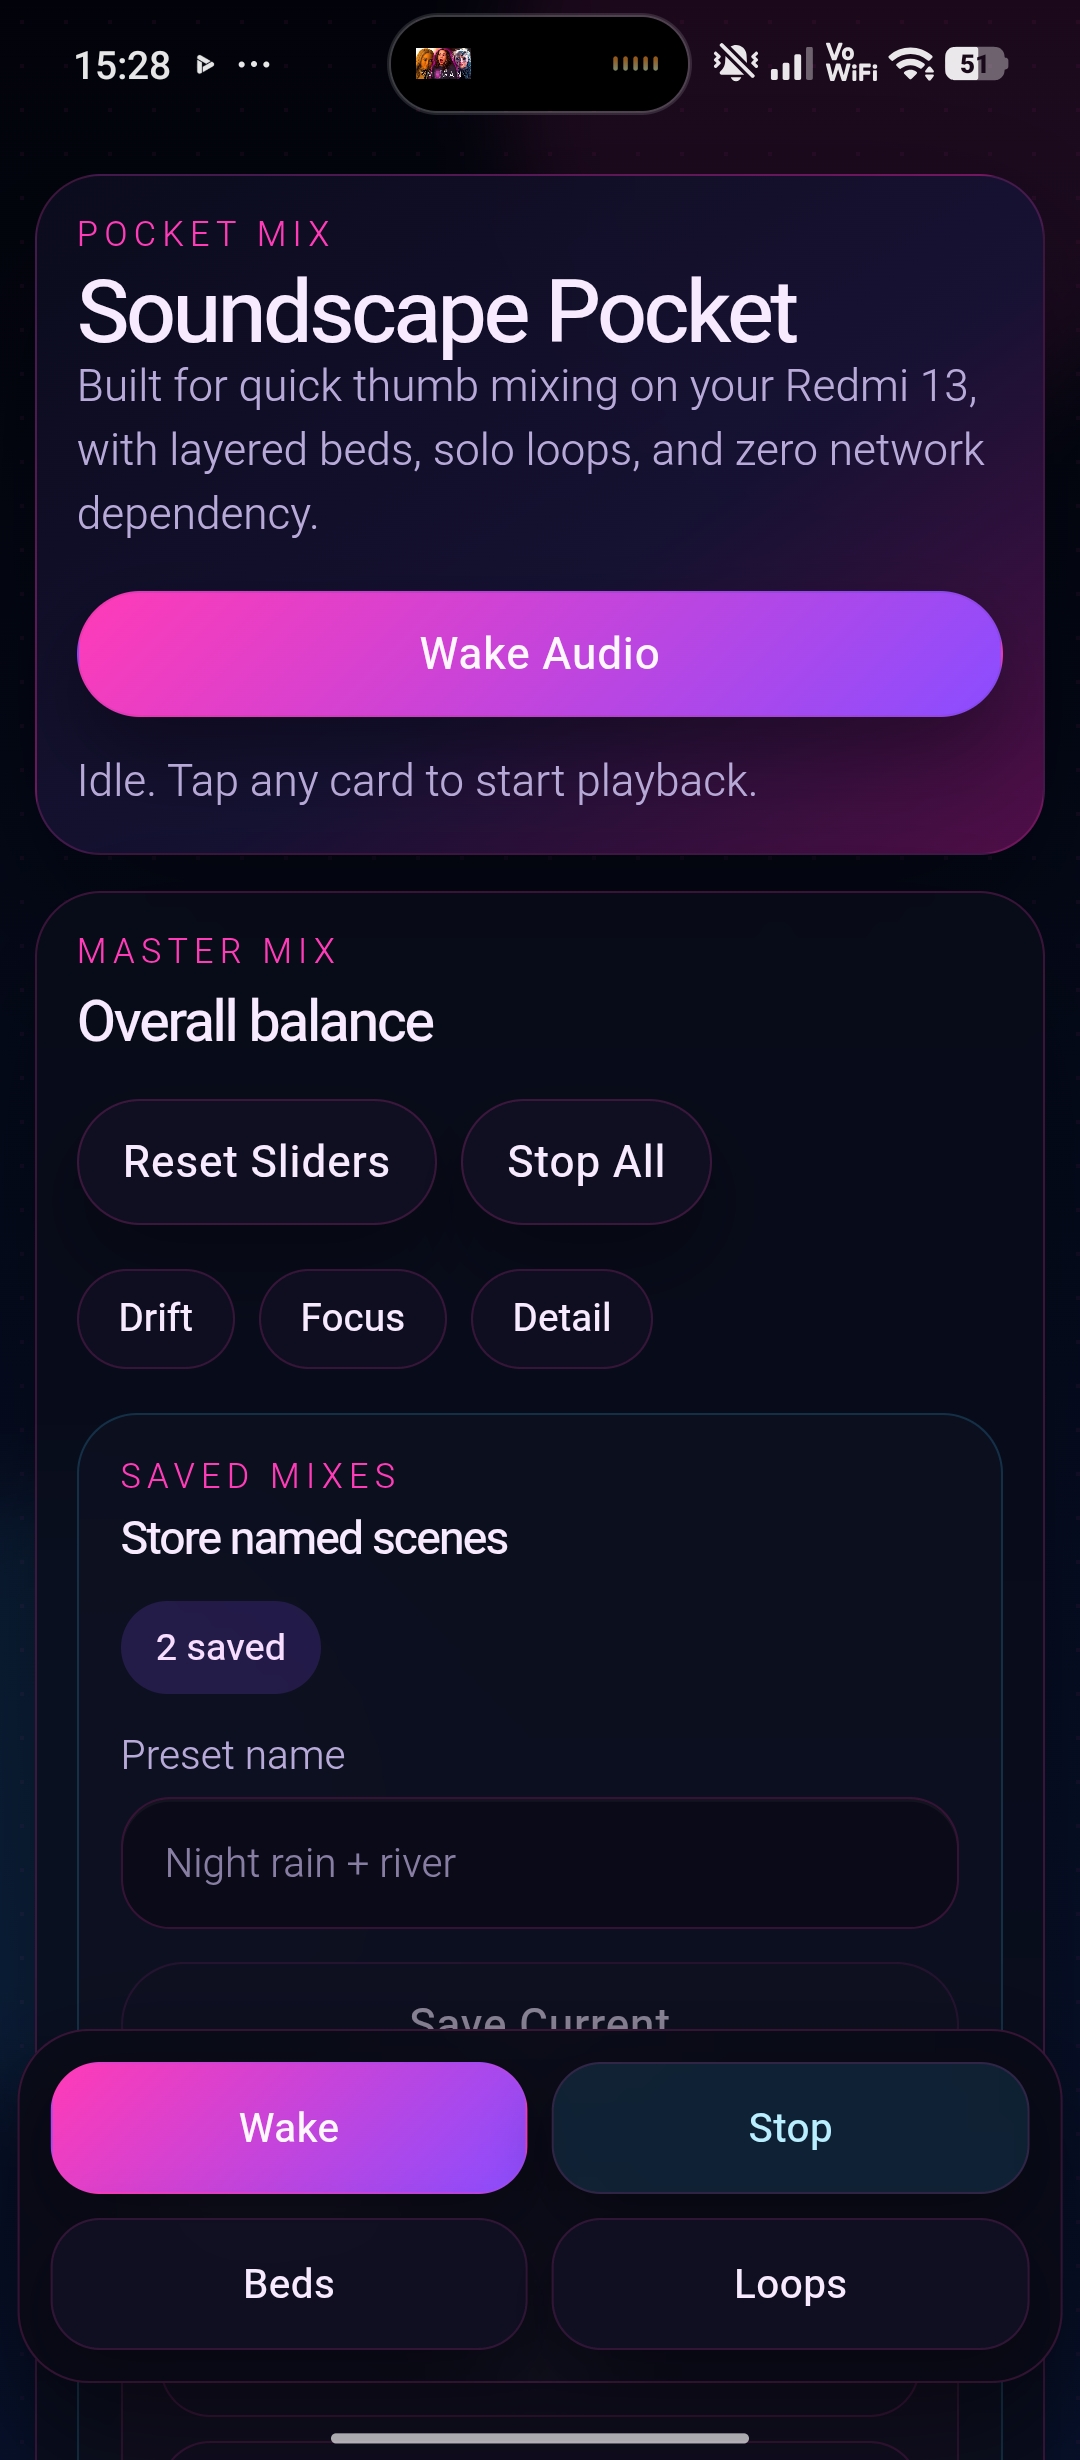 15:28
Vo
WiFi
51
POCKET MIX
Soundscape Pocket
Built for quick thumb mixing on your Redmi 13,
with layered beds, solo loops, and zero network
dependency.
Wake Audio
Idle. Tap any card to start playback.
MASTER MIX
Overall balance
Reset Sliders
Stop All
Drift
Focus
Detail
SAVED MIXES
Store named scenes
2 saved
Preset name
Night rain + river
Save Current
Wake
Stop
Beds
Loops